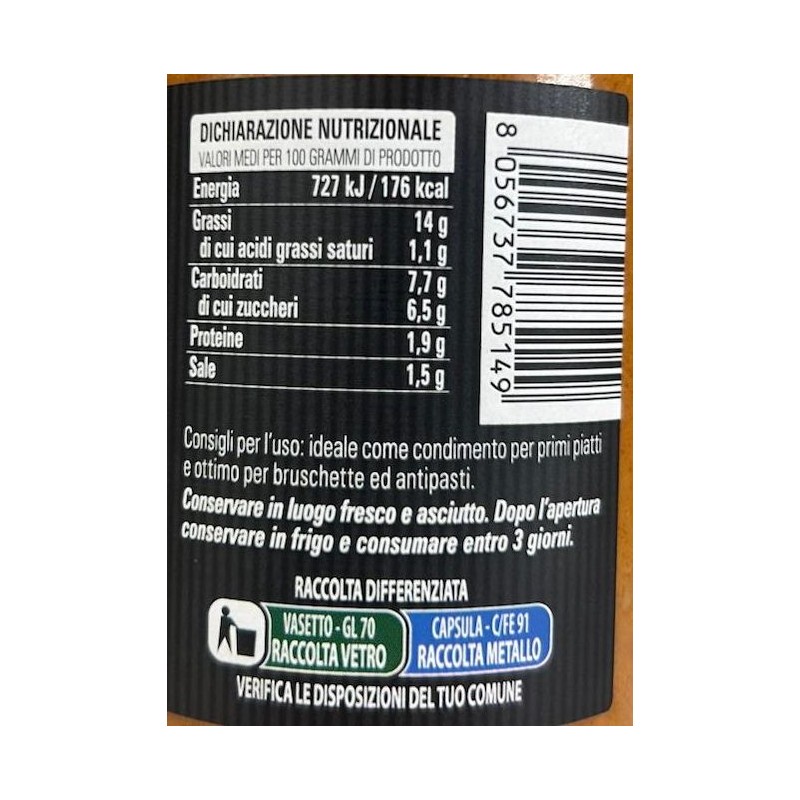 DICHIARAZIONE NUTRIZIONALE
VALORI MEDI PER 100 GRAMMI DI PRODOTTO
Energia 727 kJ / 176 kcal
Grassi 14 g
di cui acidi grassi saturi 1,1 g
Carboidrati 7,7 g
di cui zuccheri 6,5 g
Proteine 1,9 g
Sale 1,5 g
8 056737 785149
Consigli per l'uso: ideale come condimento per primi piatti
e ottimo per bruschette ed antipasti.
Conservare in luogo fresco e asciutto. Dopo l'apertura
conservare in frigo e consumare entro 3 giorni.
RACCOLTA DIFFERENZIATA
VASETTO - GL 70
RACCOLTA VETRO
CAPSULA - C/FE 91
RACCOLTA METALLO
VERIFICA LE DISPOSIZIONI DEL TUO COMUNE